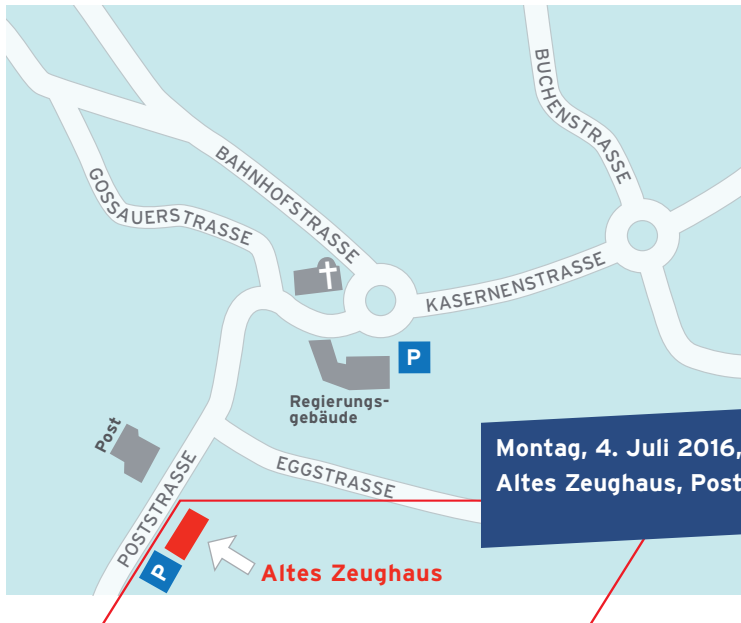 BUCHENSTRASSE
BAHNHOFSTRASSE
GOSSAUERSTRASSE
KASERNENSTRASSE
P
Regierungs-
gebäude
Post
Montag, 4. Juli 2016,
Altes Zeughaus, Post
EGGSTRASSE
POSTSTRASSE
P
Altes Zeughaus